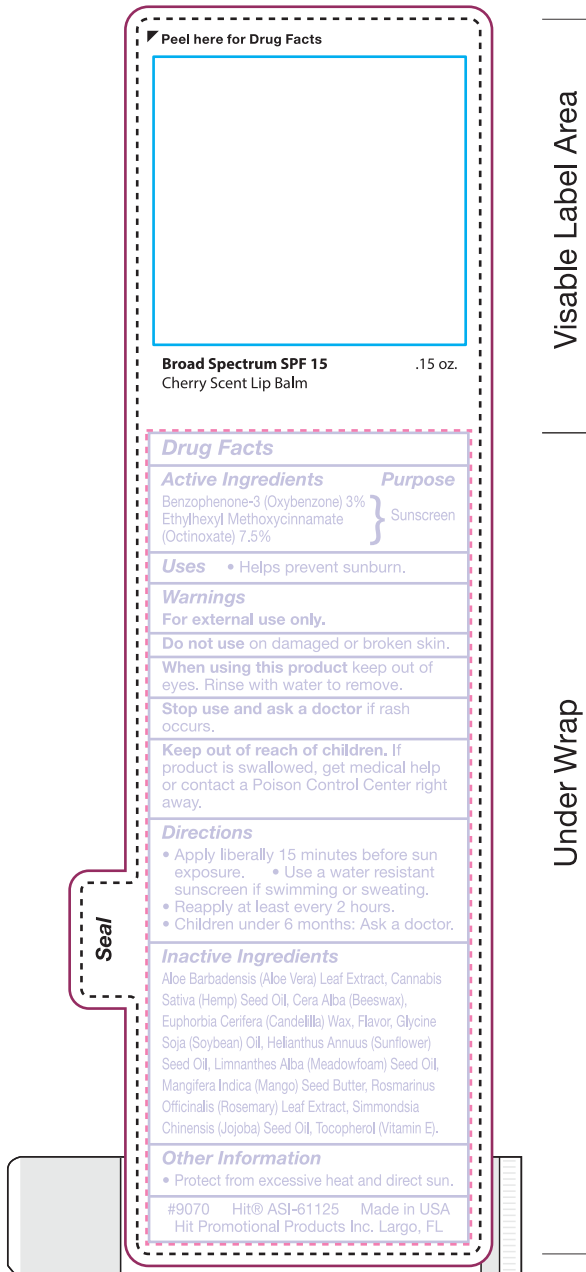 Peel here for Drug Facts
Broad Spectrum SPF 15 .15 oz.
Cherry Scent Lip Balm
Drug Facts
Active Ingredients Purpose
Benzophenone-3 (Oxybenzone) 3%
Ethylhexyl Methoxycinnamate
(Octinoxate) 7.5%
} Sunscreen
Uses • Helps prevent sunburn.
Warnings
For external use only.
Do not use on damaged or broken skin.
When using this product keep out of
eyes. Rinse with water to remove.
Stop use and ask a doctor if rash
occurs.
Keep out of reach of children. If
product is swallowed, get medical help
or contact a Poison Control Center right
away.
Directions
• Apply liberally 15 minutes before sun
exposure. • Use a water resistant
sunscreen if swimming or sweating.
• Reapply at least every 2 hours.
• Children under 6 months: Ask a doctor.
Inactive Ingredients
Aloe Barbadensis (Aloe Vera) Leaf Extract, Cannabis
Sativa (Hemp) Seed Oil, Cera Alba (Beeswax),
Euphorbia Cerifera (Candelilla) Wax, Flavor, Glycine
Soja (Soybean) Oil, Helianthus Annuus (Sunflower)
Seed Oil, Limnanthes Alba (Meadowfoam) Seed Oil,
Mangifera Indica (Mango) Seed Butter, Rosmarinus
Officinalis (Rosemary) Leaf Extract, Simmondsia
Chinensis (Jojoba) Seed Oil, Tocopherol (Vitamin E).
Other Information
• Protect from excessive heat and direct sun.
#9070 Hit® ASI-61125 Made in USA
Hit Promotional Products Inc. Largo, FL
Seal
Visable Label Area
Under Wrap